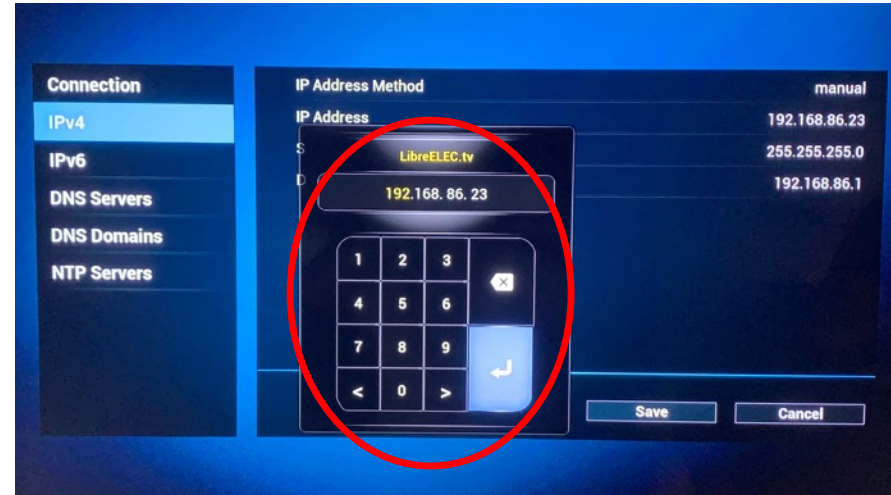 Connection
IPv4
IPv6
DNS Servers
DNS Domains
NTP Servers
IP Address Method manual
IP Address 192.168.86.23
S 255.255.255.0
D 192.168.86.1
LibreELEC.tv
192.168. 86. 23
1 2 3
4 5 6
7 8 9
< 0 >
Save Cancel